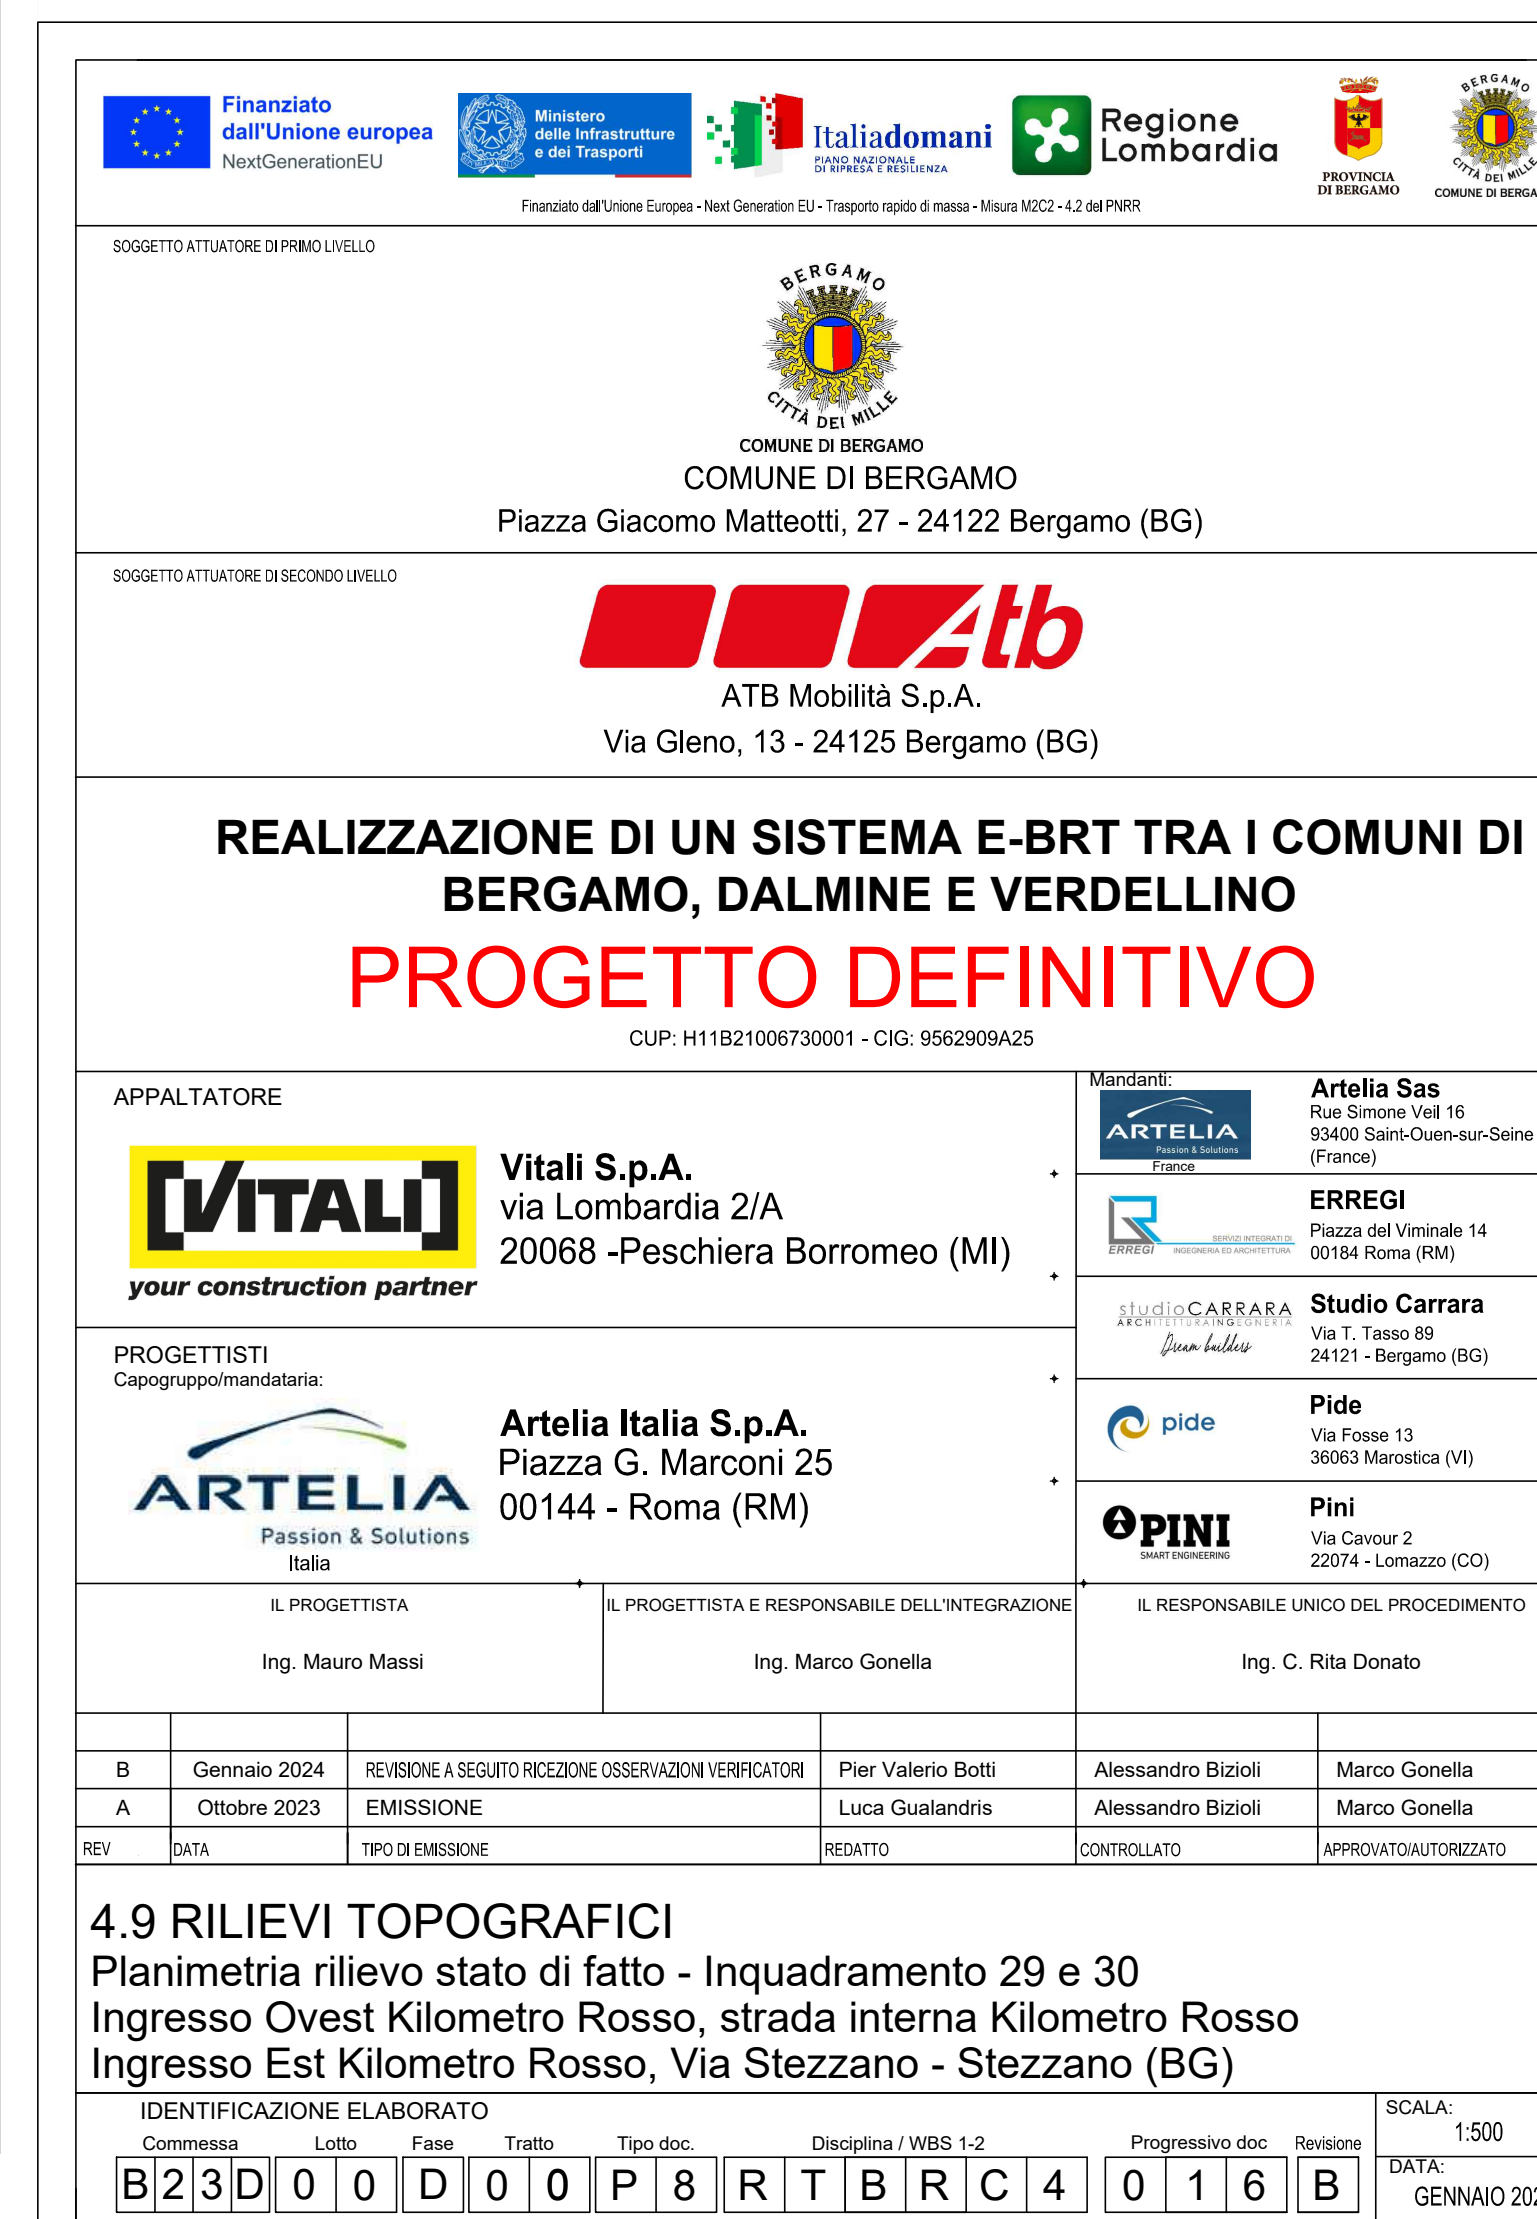 Finanziato
dall'Unione europea
NextGenerationEU
Ministero
delle Infrastrutture
e dei Trasporti
Italiadomani
PIANO NAZIONALE
DI RIPRESA E RESILIENZA
Regione
Lombardia
PROVINCIA
DI BERGAMO
BERGAMO
CITTÀ DEI MILLE
COMUNE DI BERGA
Finanziato dall'Unione Europea - Next Generation EU - Trasporto rapido di massa - Misura M2C2 - 4.2 del PNRR
SOGGETTO ATTUATORE DI PRIMO LIVELLO
BERGAMO
CITTÀ DEI MILLE
COMUNE DI BERGAMO
COMUNE DI BERGAMO
Piazza Giacomo Matteotti, 27 - 24122 Bergamo (BG)
SOGGETTO ATTUATORE DI SECONDO LIVELLO
Atb
ATB Mobilità S.p.A.
Via Gleno, 13 - 24125 Bergamo (BG)
REALIZZAZIONE DI UN SISTEMA E-BRT TRA I COMUNI DI
BERGAMO, DALMINE E VERDELLINO
PROGETTO DEFINITIVO
CUP: H11B21006730001 - CIG: 9562909A25
APPALTATORE
[VITALI]
your construction partner
Vitali S.p.A.
via Lombardia 2/A
20068 -Peschiera Borromeo (MI)
PROGETTISTI
Capogruppo/mandataria:
ARTELIA
Passion & Solutions
Italia
Artelia Italia S.p.A.
Piazza G. Marconi 25
00144 - Roma (RM)
Mandanti:
ARTELIA
Passion & Solutions
France
Artelia Sas
Rue Simone Veil 16
93400 Saint-Ouen-sur-Seine
(France)
ERREGI
SERVIZI INTEGRATI DI
INGEGNERIA ED ARCHITETTURA
ERREGI
Piazza del Viminale 14
00184 Roma (RM)
studioCARRARA
ARCHITETTURAINGEGNERIA
Dream builders
Studio Carrara
Via T. Tasso 89
24121 - Bergamo (BG)
pide
Pide
Via Fosse 13
36063 Marostica (VI)
PINI
SMART ENGINEERING
Pini
Via Cavour 2
22074 - Lomazzo (CO)
IL PROGETTISTA
Ing. Mauro Massi
IL PROGETTISTA E RESPONSABILE DELL'INTEGRAZIONE
Ing. Marco Gonella
IL RESPONSABILE UNICO DEL PROCEDIMENTO
Ing. C. Rita Donato
B Gennaio 2024 REVISIONE A SEGUITO RICEZIONE OSSERVAZIONI VERIFICATORI Pier Valerio Botti Alessandro Bizioli Marco Gonella
A Ottobre 2023 EMISSIONE Luca Gualandris Alessandro Bizioli Marco Gonella
REV DATA TIPO DI EMISSIONE REDATTO CONTROLLATO APPROVATO/AUTORIZZATO
4.9 RILIEVI TOPOGRAFICI
Planimetria rilievo stato di fatto - Inquadramento 29 e 30
Ingresso Ovest Kilometro Rosso, strada interna Kilometro Rosso
Ingresso Est Kilometro Rosso, Via Stezzano - Stezzano (BG)
IDENTIFICAZIONE ELABORATO
Commessa Lotto Fase Tratto Tipo doc. Disciplina / WBS 1-2 Progressivo doc Revisione
B 2 3 D 0 0 D 0 0 P 8 R T B R C 4 0 1 6 B
SCALA:
1:500
DATA:
GENNAIO 202